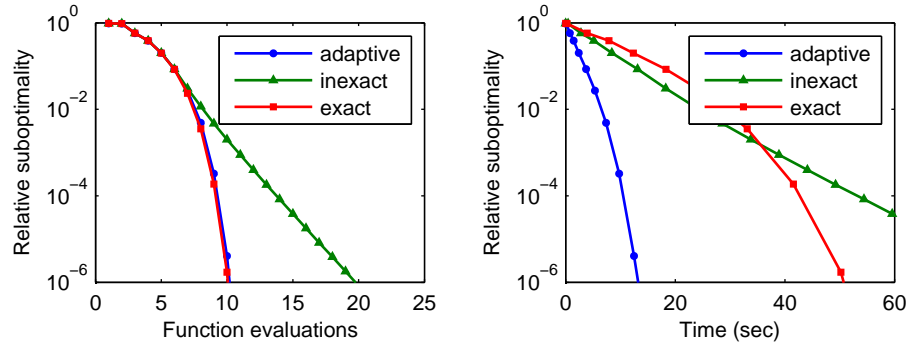 10^0
10^−2
10^−4
10^−6
Relative suboptimality
0 5 10 15 20 25
Function evaluations
adaptive
inexact
exact
10^0
10^−2
10^−4
10^−6
Relative suboptimality
0 20 40 60
Time (sec)
adaptive
inexact
exact